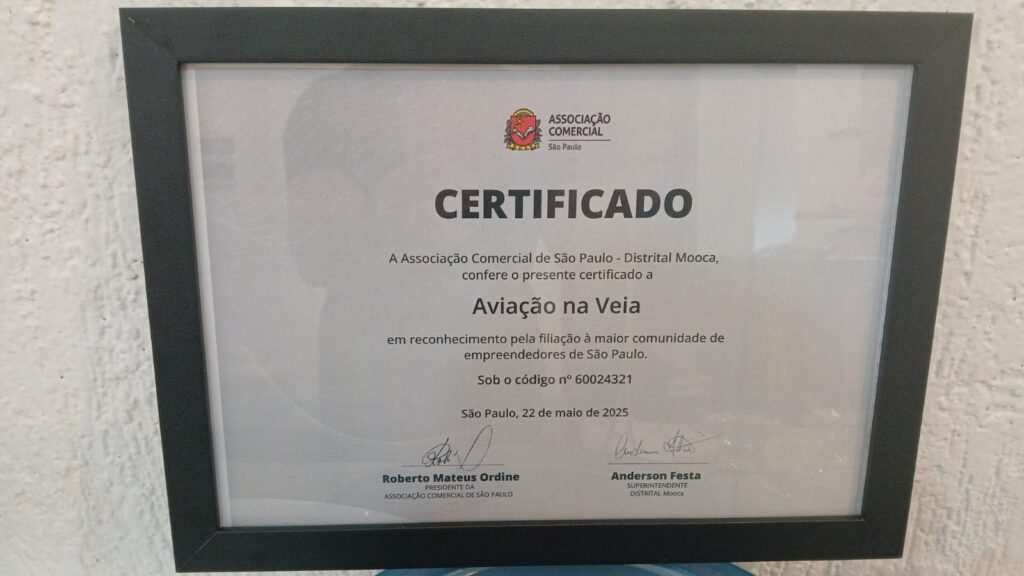 ASSOCIAÇÃO
COMERCIAL
São Paulo
CERTIFICADO
A Associação Comercial de São Paulo - Distrital Mooca,
confere o presente certificado a
Aviação na Veia
em reconhecimento pela filiação à maior comunidade de
empreendedores de São Paulo.
Sob o código nº 60024321
São Paulo, 22 de maio de 2025
Roberto Mateus Ordine
PRESIDENTE DA
ASSOCIAÇÃO COMERCIAL DE SÃO PAULO
Anderson Festa
SUPERINTENDENTE
DISTRITAL Mooca